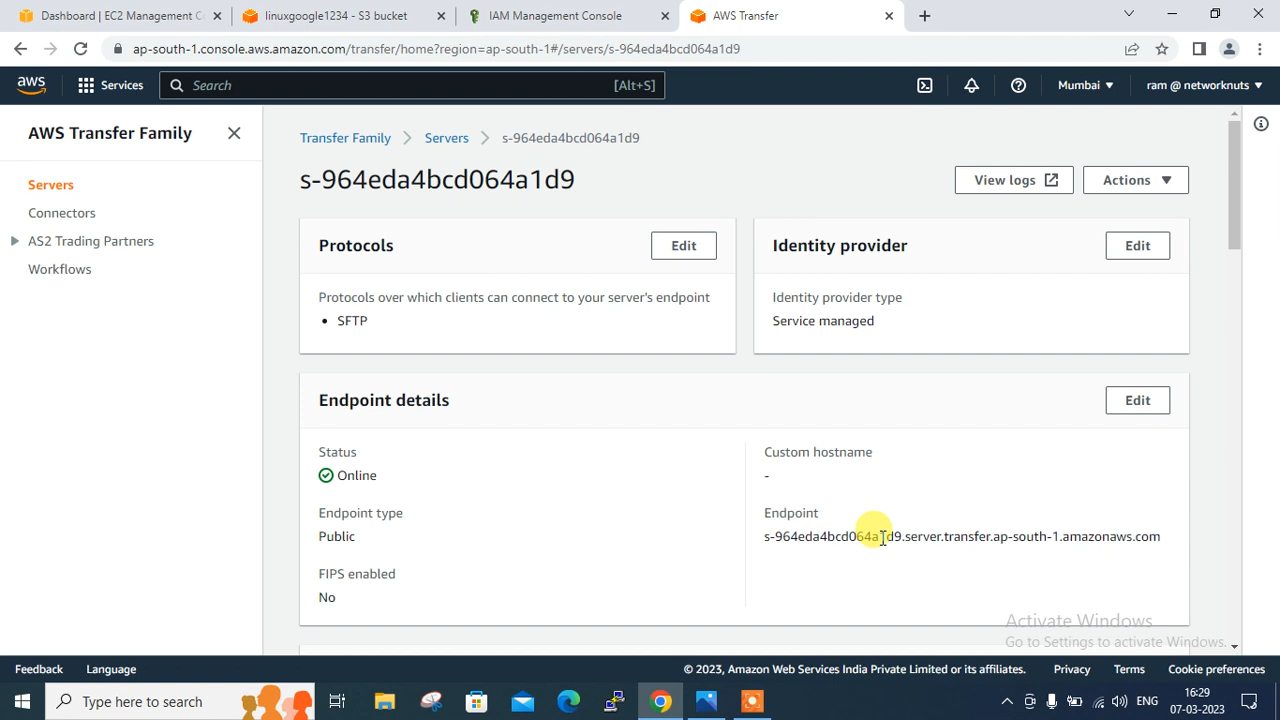 Dashboard | EC2 Management C
linuxgoogle1234 - S3 bucket
IAM Management Console
AWS Transfer
ap-south-1.console.aws.amazon.com/transfer/home?region=ap-south-1#/servers/s-964eda4bcd064a1d9
aws
Services
Search
[Alt+S]
Mumbai
ram @ networknuts
AWS Transfer Family
Servers
Connectors
AS2 Trading Partners
Workflows
Transfer Family
Servers
s-964eda4bcd064a1d9
s-964eda4bcd064a1d9
View logs
Actions
Protocols
Edit
Protocols over which clients can connect to your server's endpoint
• SFTP
Identity provider
Edit
Identity provider type
Service managed
Endpoint details
Edit
Status
Online
Endpoint type
Public
FIPS enabled
No
Custom hostname
-
Endpoint
s-964eda4bcd064a1d9.server.transfer.ap-south-1.amazonaws.com
Activate Windows
Go to Settings to activate Windows.
Feedback
Language
© 2023, Amazon Web Services India Private Limited or its affiliates.
Privacy
Terms
Cookie preferences
Type here to search
ENG
16:29
07-03-2023